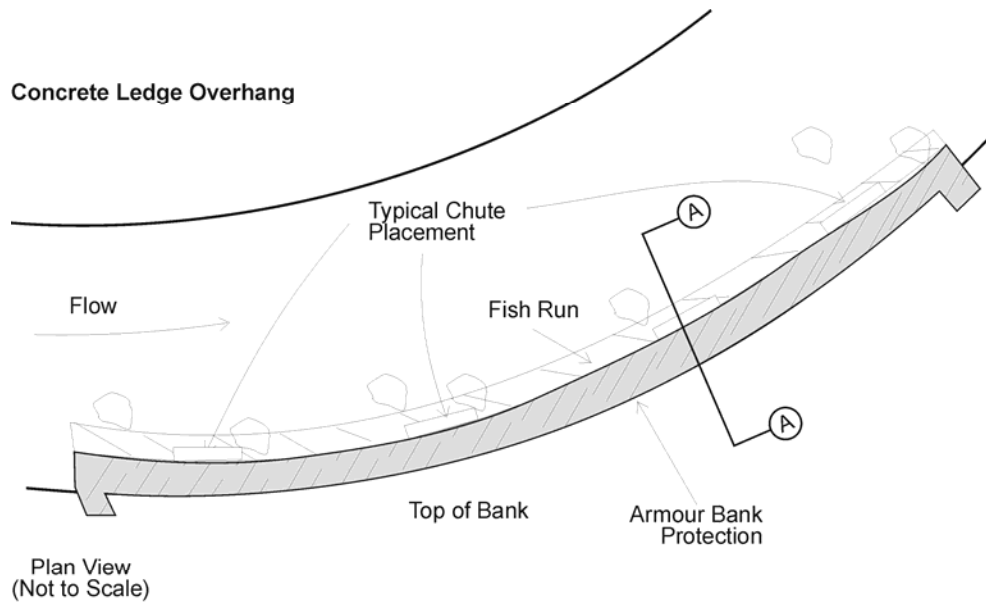 Concrete Ledge Overhang
Typical Chute
Placement
A
Flow
Fish Run
A
Top of Bank
Armour Bank
Protection
Plan View
(Not to Scale)